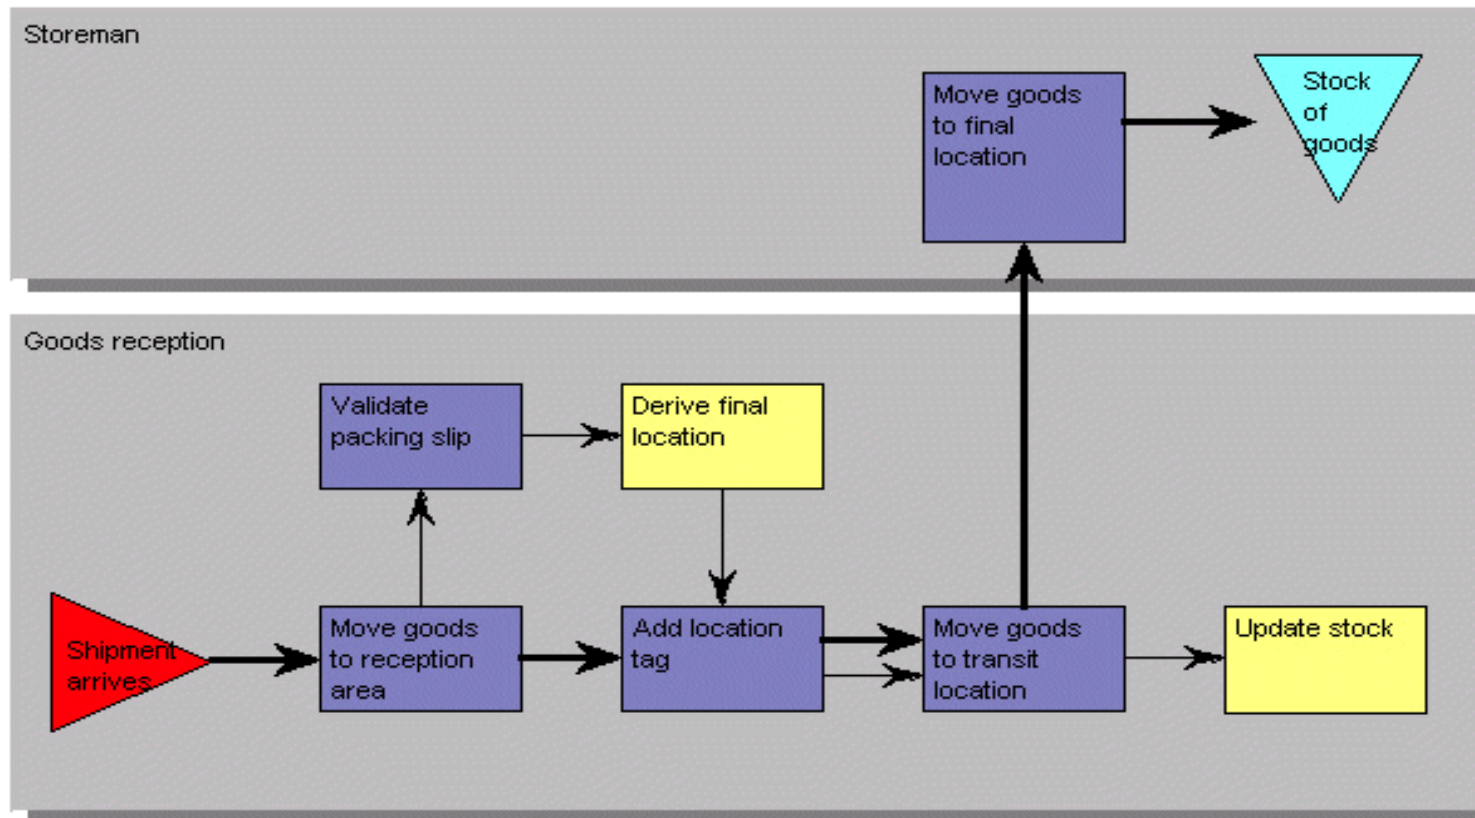 Storeman
Move goods
to final
location
Stock
of
goods
Goods reception
Validate
packing slip
Derive final
location
Shipment
arrives
Move goods
to reception
area
Add location
tag
Move goods
to transit
location
Update stock